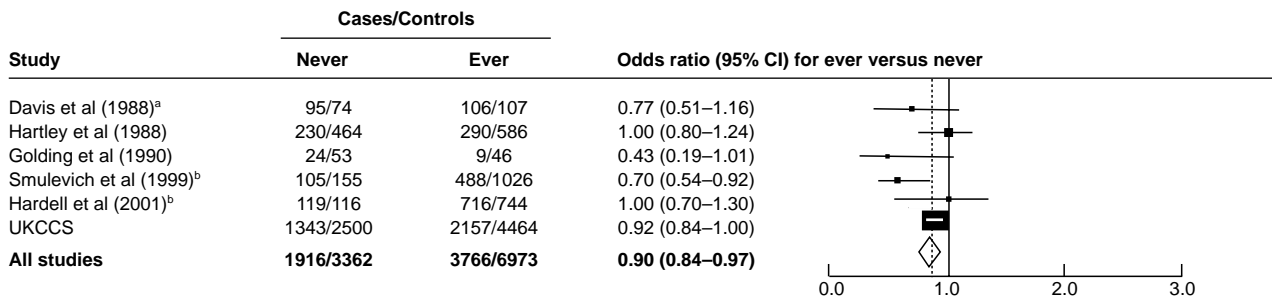 Cases/Controls
Study Never Ever Odds ratio (95% CI) for ever versus never
Davis et al (1988)a 95/74 106/107 0.77 (0.51–1.16)
Hartley et al (1988) 230/464 290/586 1.00 (0.80–1.24)
Golding et al (1990) 24/53 9/46 0.43 (0.19–1.01)
Smulevich et al (1999)b 105/155 488/1026 0.70 (0.54–0.92)
Hardell et al (2001)b 119/116 716/744 1.00 (0.70–1.30)
UKCCS 1343/2500 2157/4464 0.92 (0.84–1.00)
All studies 1916/3362 3766/6973 0.90 (0.84–0.97)
0.0 1.0 2.0 3.0